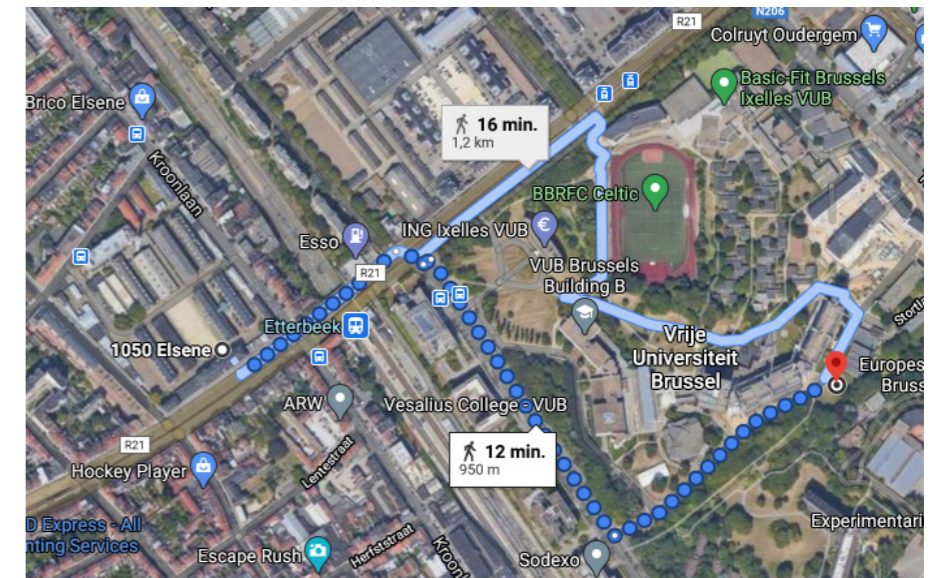 N206
R21
Colruyt Oudergem
Basic-Fit Brussels
Ixelles VUB
Brico Elsene
16 min.
1,2 km
Kroonlaan
BBRFC Celtic
ING Ixelles VUB
Esso
R21
VUB Brussels
Building B
Etterbeek
1050 Elsene
Vrije
Universiteit
Brussel
Europes
Bruss
ARW
Vesalius College - VUB
R21
12 min.
950 m
Hockey Player
Lentestraat
D Express - All
nting Services
Experimentari
Escape Rush
Herfststraat
Kroon
Sodexo